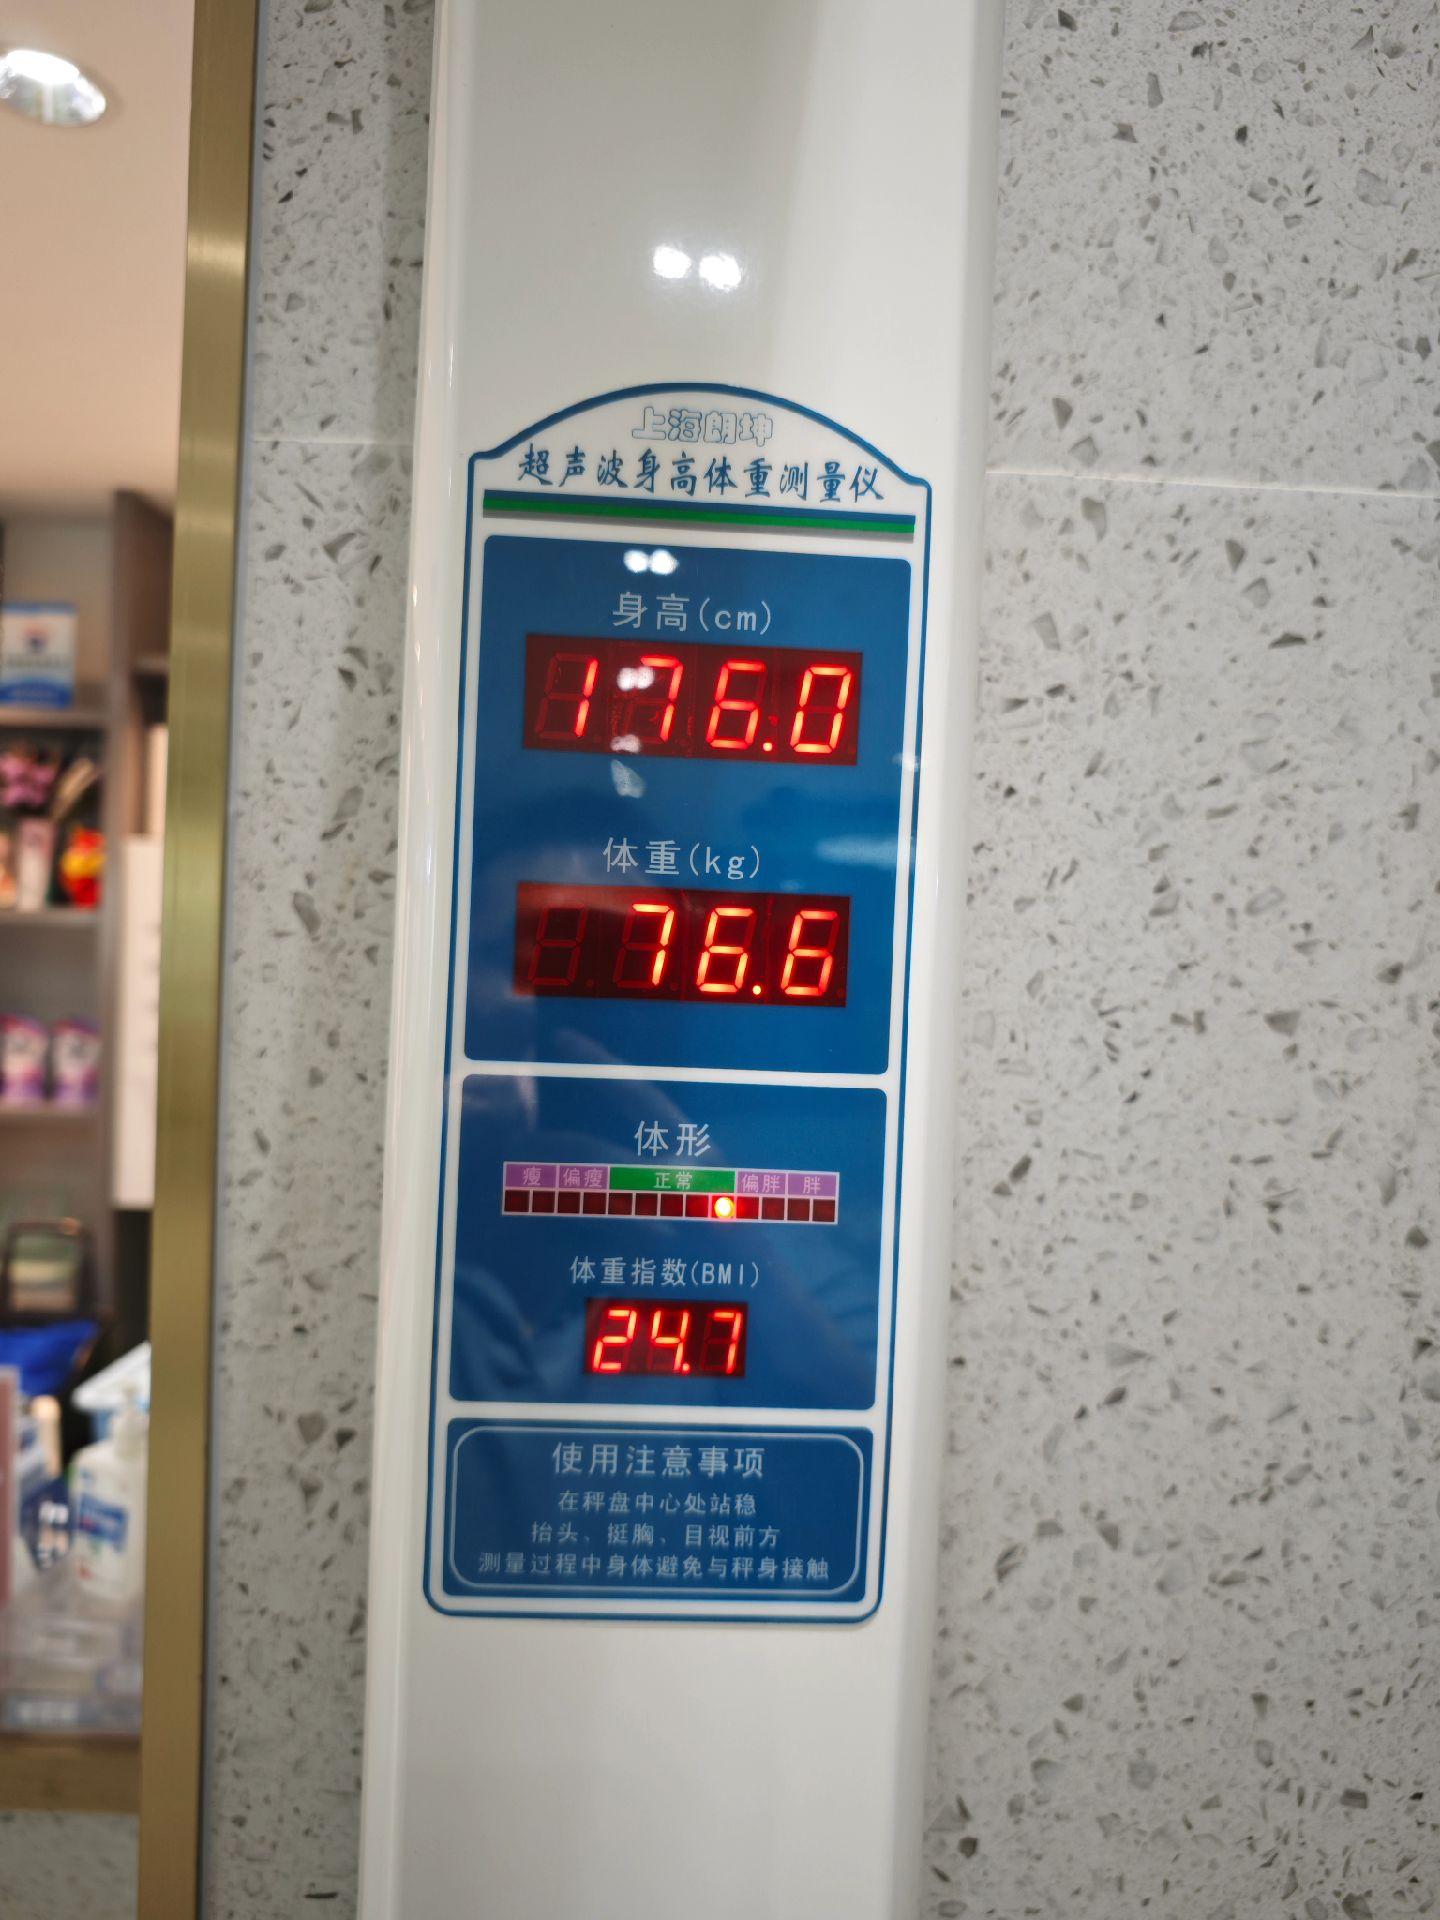 上海朗坤
超声波身高体重测量仪
身高(cm)
176.0
体重(kg)
76.6
体形
瘦 偏瘦 正常 偏胖 胖
体重指数(BMI)
24.7
使用注意事项
在秤盘中心处站稳
抬头、挺胸、目视前方
测量过程中身体避免与秤身接触